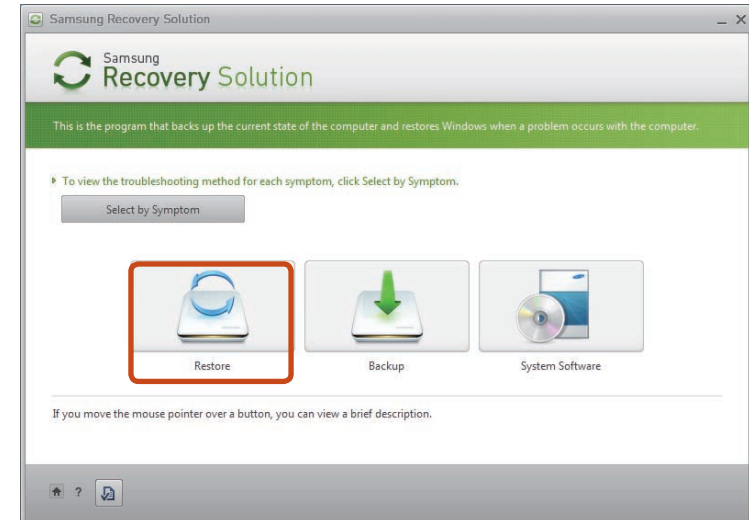 Samsung Recovery Solution
Samsung
Recovery Solution
This is the program that backs up the current state of the computer and restores Windows when a problem occurs with the computer.
To view the troubleshooting method for each symptom, click Select by Symptom.
Select by Symptom
Restore Backup System Software
If you move the mouse pointer over a button, you can view a brief description.
?